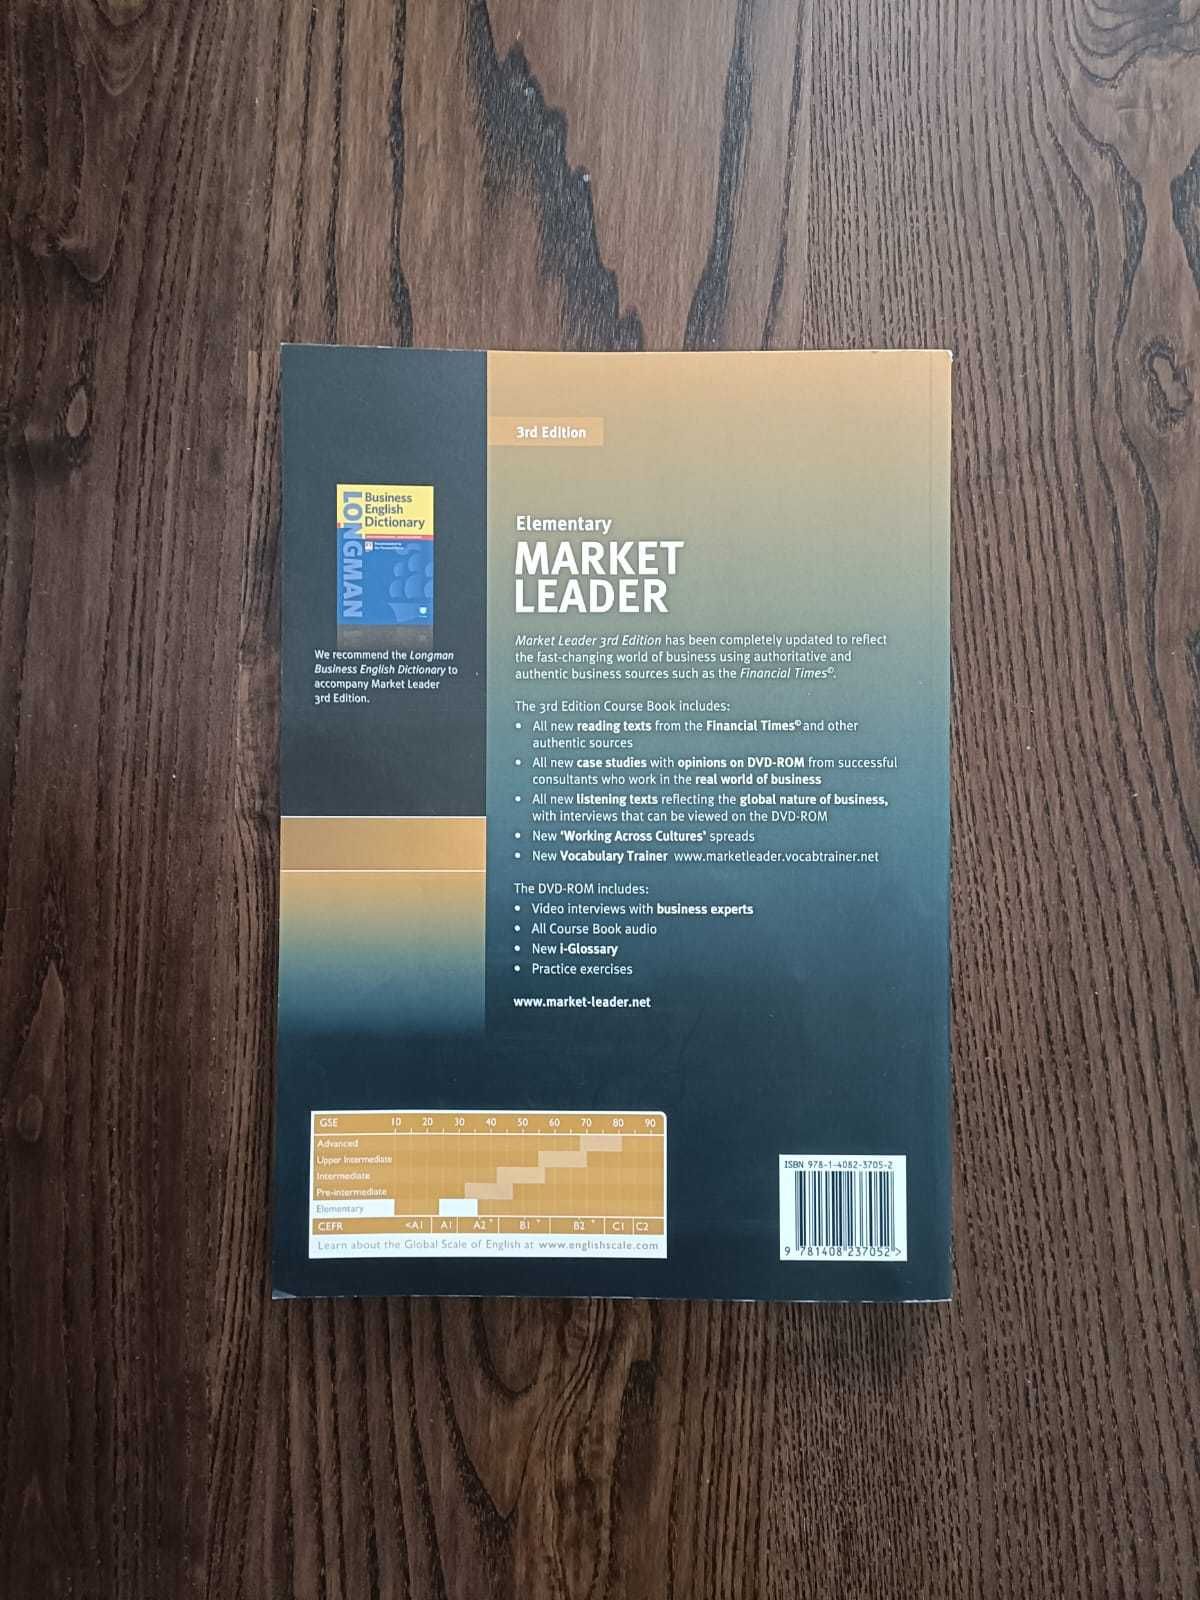 3rd Edition
Elementary
MARKET
LEADER
Market Leader 3rd Edition has been completely updated to reflect
the fast-changing world of business using authoritative and
authentic business sources such as the Financial Times©.
The 3rd Edition Course Book includes:
• All new reading texts from the Financial Times© and other
authentic sources
• All new case studies with opinions on DVD-ROM from successful
consultants who work in the real world of business
• All new listening texts reflecting the global nature of business,
with interviews that can be viewed on the DVD-ROM
• New 'Working Across Cultures' spreads
• New Vocabulary Trainer www.marketleader.vocabtrainer.net
The DVD-ROM includes:
• Video interviews with business experts
• All Course Book audio
• New i-Glossary
• Practice exercises
www.market-leader.net
LONGMAN
Business
English
Dictionary
We recommend the Longman
Business English Dictionary to
accompany Market Leader
3rd Edition.
GSE 10 20 30 40 50 60 70 80 90
Advanced
Upper Intermediate
Intermediate
Pre-intermediate
Elementary
CEFR <A1 A1 A2+ B1+ B2+ C1 C2
Learn about the Global Scale of English at www.englishscale.com
ISBN 978-1-4082-3705-2
9 781408 237052 >